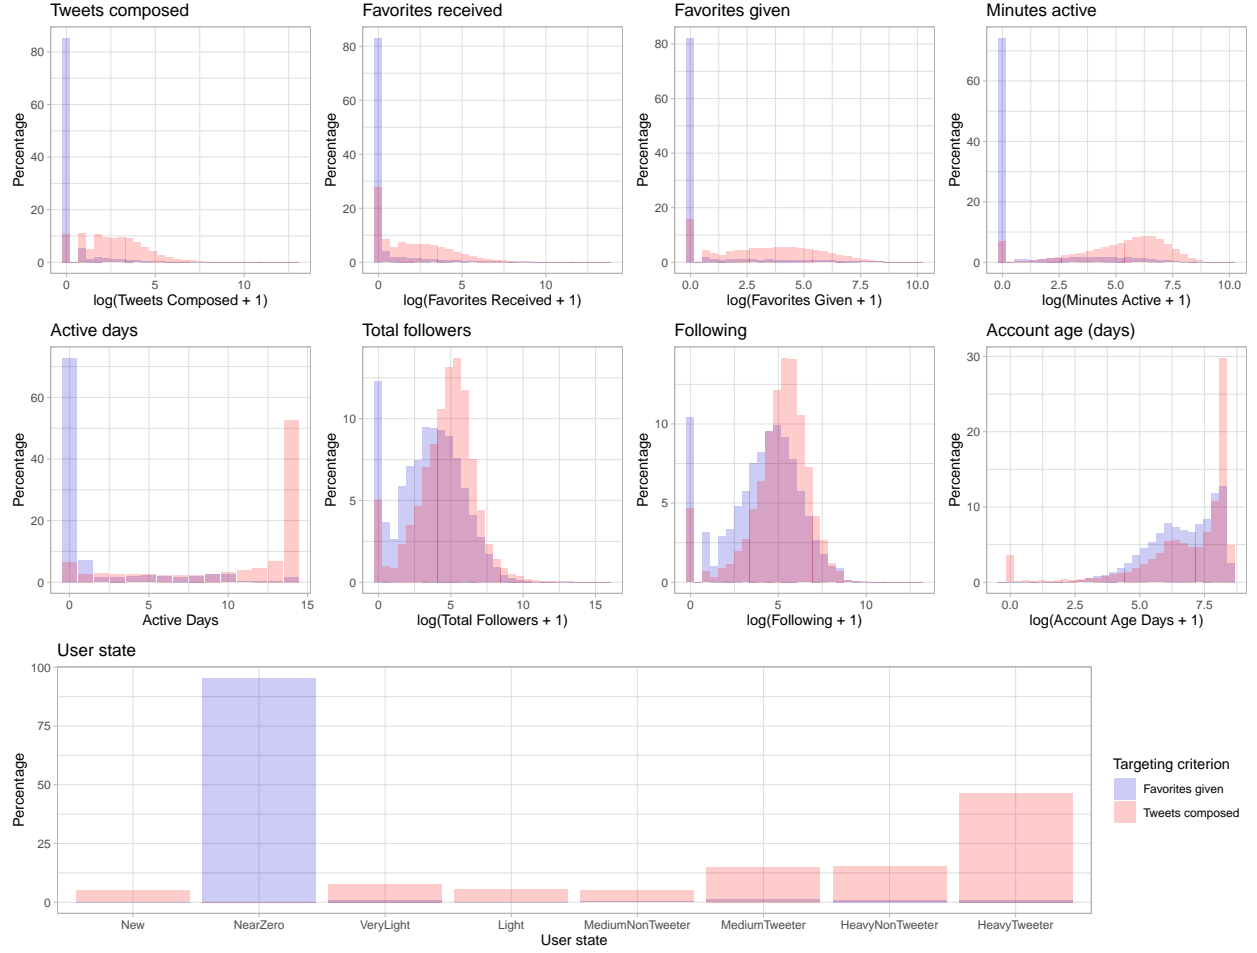 Tweets composed
Favorites received
Favorites given
Minutes active
Percentage
80
60
40
20
0
0
5
10
log(Tweets Composed + 1)
Percentage
80
60
40
20
0
0
5
10
log(Favorites Received + 1)
Percentage
80
60
40
20
0
0.0
2.5
5.0
7.5
10.0
log(Favorites Given + 1)
Percentage
60
40
20
0
0.0
2.5
5.0
7.5
10.0
log(Minutes Active + 1)
Active days
Total followers
Following
Account age (days)
Percentage
60
40
20
0
0
5
10
15
Active Days
Percentage
10
5
0
0
5
10
15
log(Total Followers + 1)
Percentage
10
5
0
0
5
10
log(Following + 1)
Percentage
30
20
10
0
0.0
2.5
5.0
7.5
log(Account Age Days + 1)
User state
Percentage
100
75
50
25
0
New
NearZero
VeryLight
Light
MediumNonTweeter
MediumTweeter
HeavyNonTweeter
HeavyTweeter
User state
Targeting criterion
Favorites given
Tweets composed